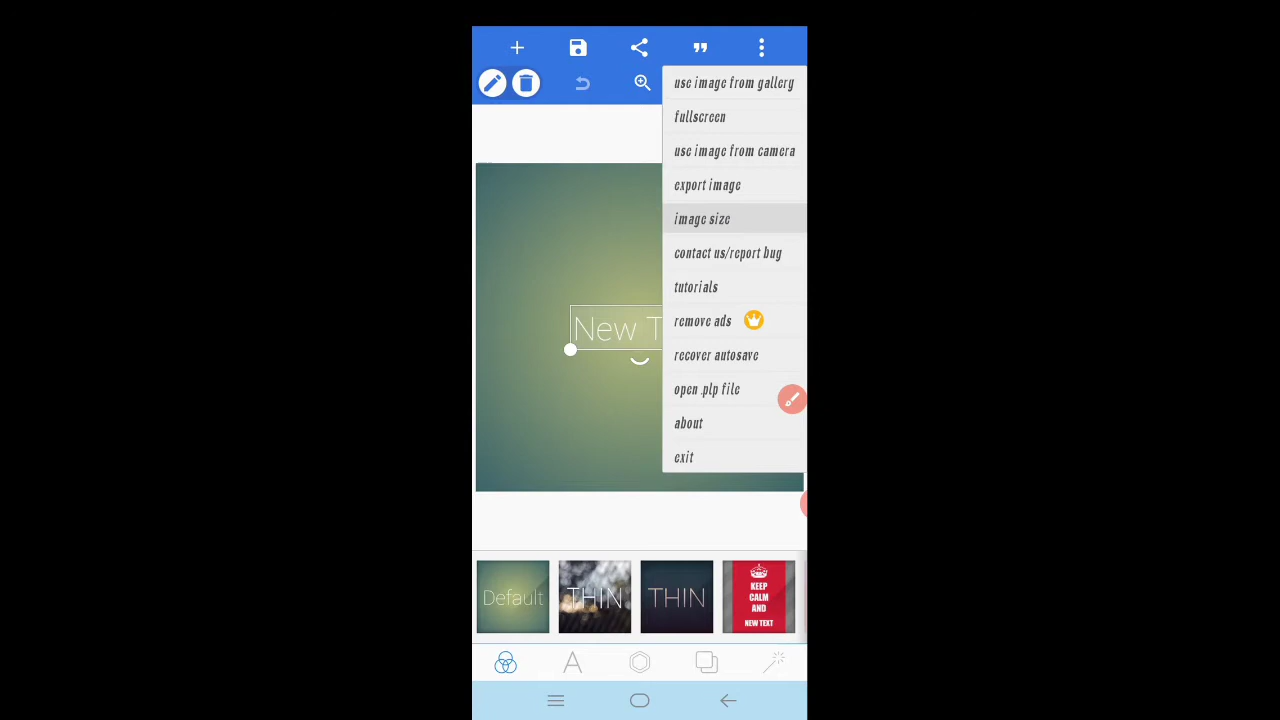 use image from gallery
fullscreen
use image from camera
export image
image size
contact us/report bug
tutorials
New T
remove ads
recover autosave
open .plp file
about
exit
Default
THIN
THIN
KEEP
CALM
AND
NEW TEXT
A